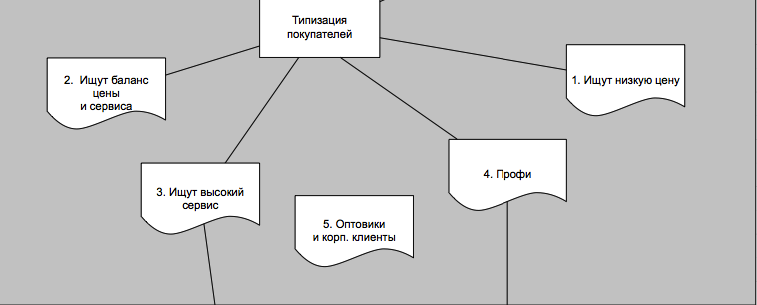 Типизация
покупателей
2. Ищут баланс
цены
и сервиса
1. Ищут низкую цену
3. Ищут высокий
сервис
4. Профи
5. Оптовики
и корп. клиенты